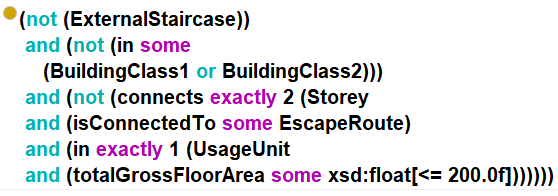 (not (ExternalStaircase))
and (not (in some
(BuildingClass1 or BuildingClass2)))
and (not (connects exactly 2 (Storey
and (isConnectedTo some EscapeRoute)
and (in exactly 1 (UsageUnit
and (totalGrossFloorArea some xsd:float[<= 200.0f]))))))